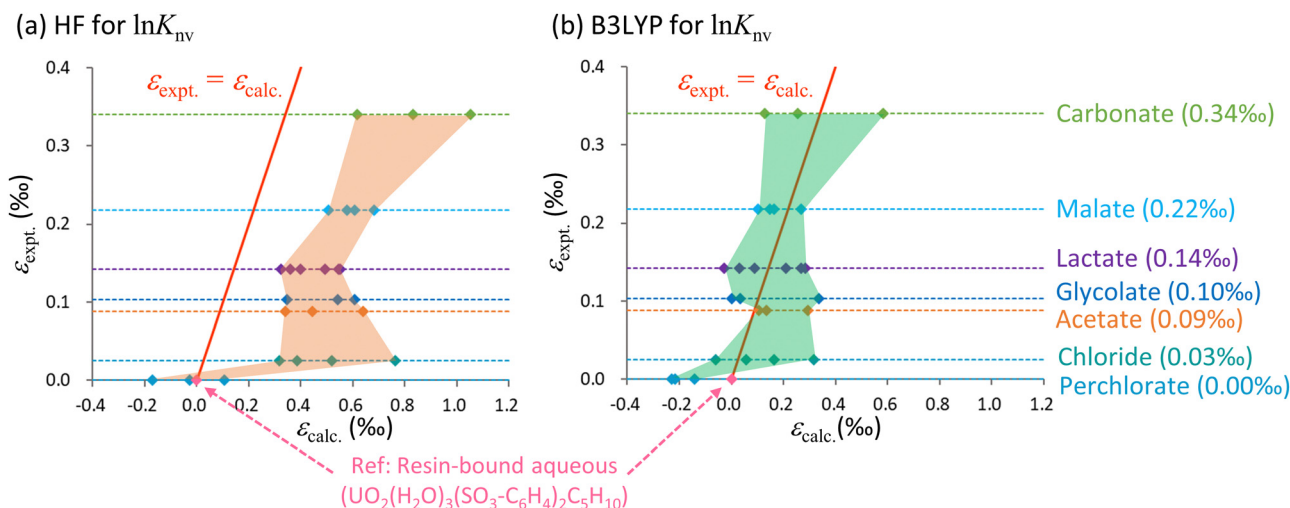 (a) HF for lnKnv
(b) B3LYP for lnKnv
0.4
0.3
0.2
0.1
0.0
εexpt. (‰)
εexpt. = εcalc.
-0.4 -0.2 0.0 0.2 0.4 0.6 0.8 1.0 1.2
εcalc. (‰)
0.4
0.3
0.2
0.1
0.0
εexpt. (‰)
εexpt. = εcalc.
-0.4 -0.2 0.0 0.2 0.4 0.6 0.8 1.0 1.2
εcalc.(‰)
Carbonate (0.34‰)
Malate (0.22‰)
Lactate (0.14‰)
Glycolate (0.10‰)
Acetate (0.09‰)
Chloride (0.03‰)
Perchlorate (0.00‰)
Ref: Resin-bound aqueous
(UO₂(H₂O)₃(SO₃-C₆H₄)₂C₅H₁₀)